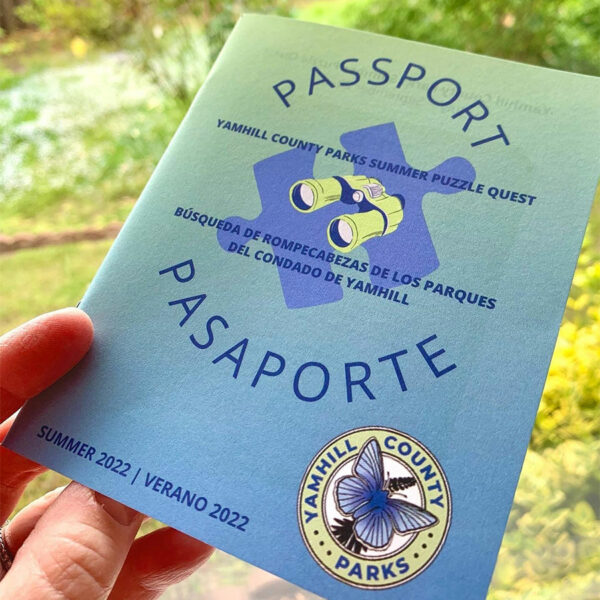 PASSPORT
YAMHILL COUNTY PARKS SUMMER PUZZLE QUEST
BÚSQUEDA DE ROMPECABEZAS DE LOS PARQUES
DEL CONDADO DE YAMHILL
PASAPORTE
SUMMER 2022 | VERANO 2022
YAMHILL COUNTY
PARKS